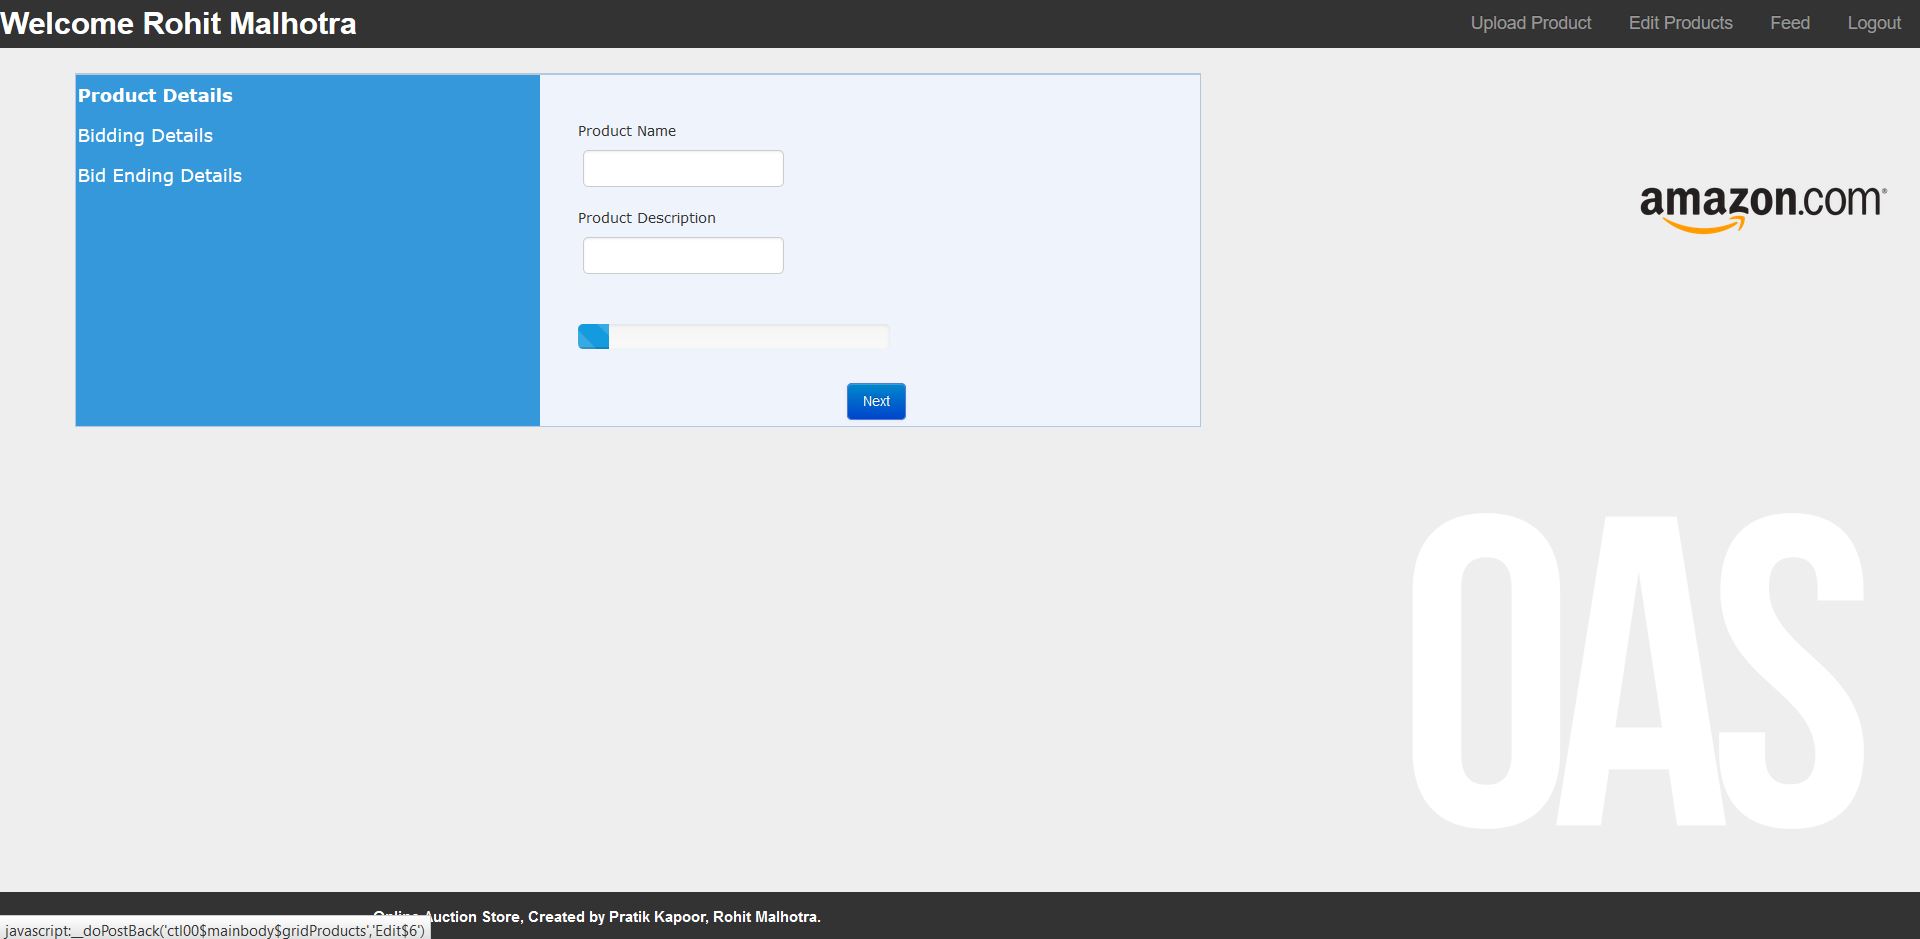 Welcome Rohit Malhotra
Upload Product Edit Products Feed Logout
Product Details
Bidding Details
Bid Ending Details
Product Name
Product Description
Next
amazon.com®
OAS
Online Auction Store, Created by Pratik Kapoor, Rohit Malhotra.
javascript:__doPostBack('ctl00$mainbody$gridProducts','Edit$6')